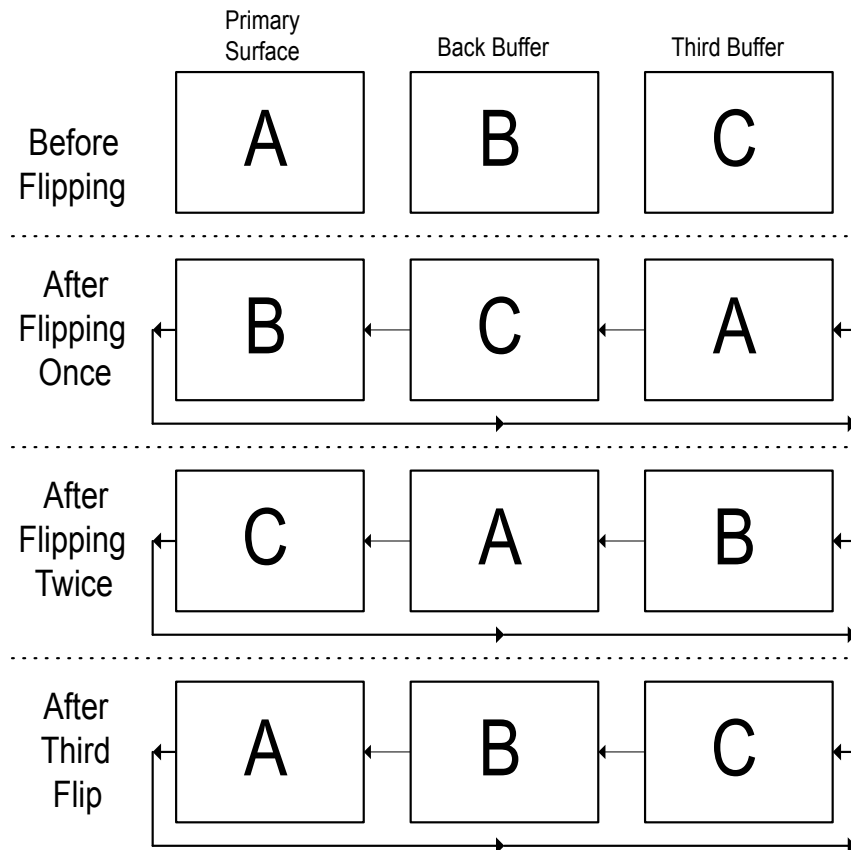 Primary
Surface
Back Buffer
Third Buffer
Before
Flipping
A
B
C
After
Flipping
Once
B
C
A
After
Flipping
Twice
C
A
B
After
Third
Flip
A
B
C